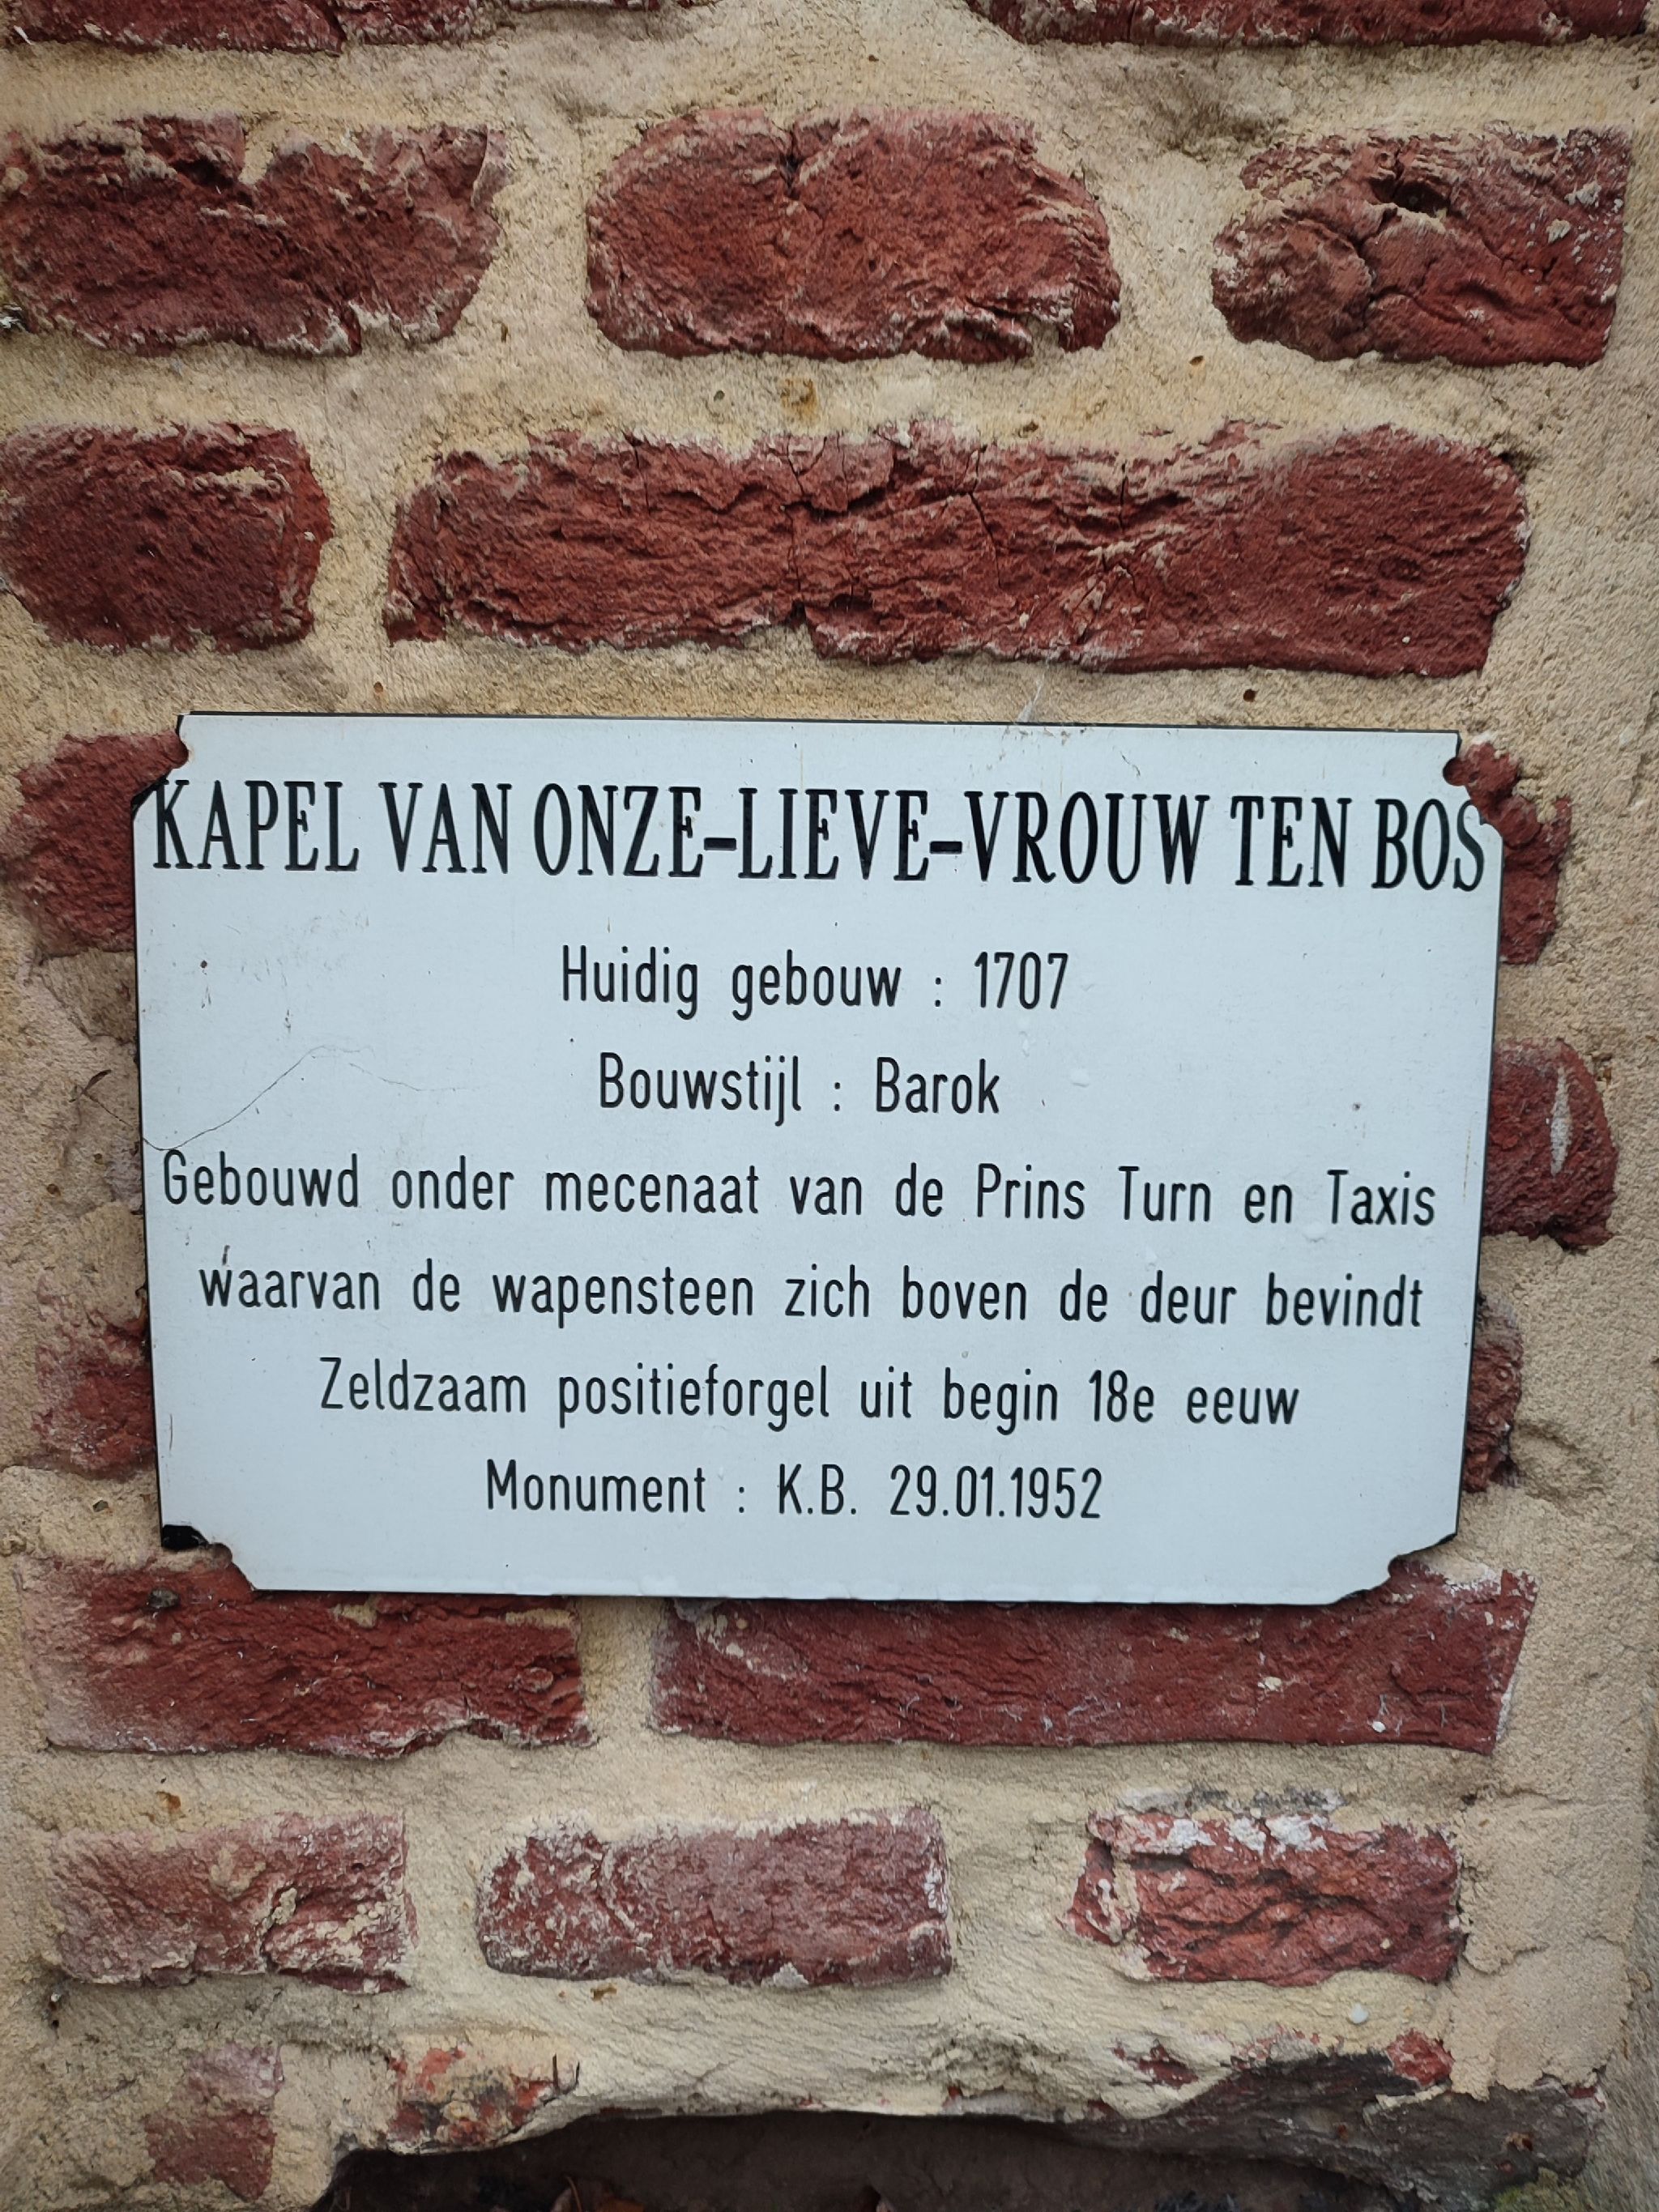 KAPEL VAN ONZE-LIEVE-VROUW TEN BOS
Huidig gebouw : 1707
Bouwstijl : Barok
Gebouwd onder mecenaat van de Prins Turn en Taxis
waarvan de wapensteen zich boven de deur bevindt
Zeldzaam positieforgel uit begin 18e eeuw
Monument : K.B. 29.01.1952